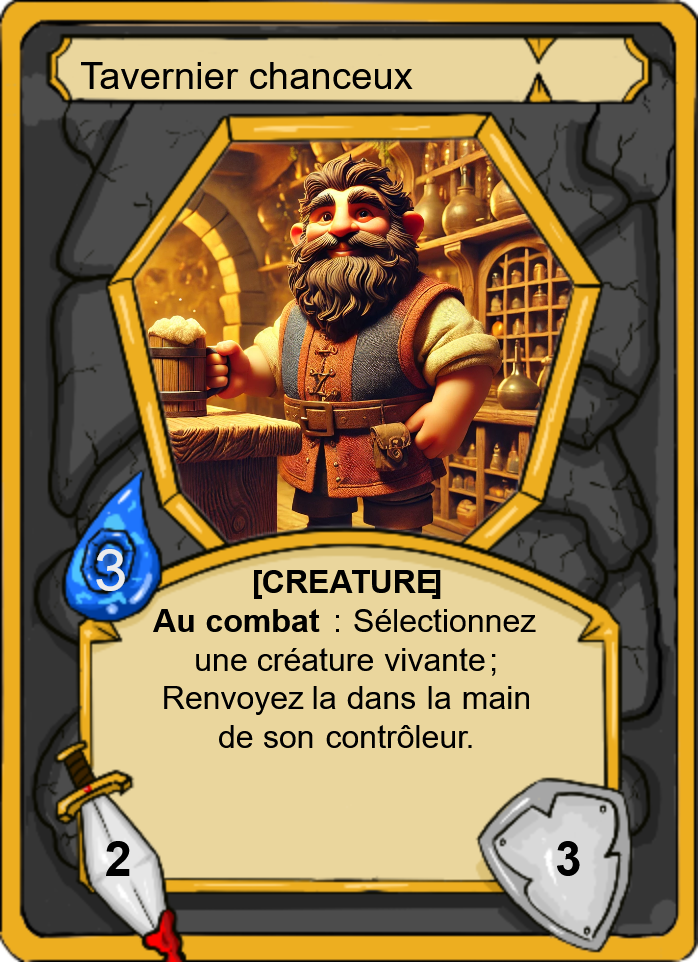 Tavernier chanceux
3
[CREATURE]
Au combat : Sélectionnez
une créature vivante;
Renvoyez la dans la main
de son contrôleur.
2
3